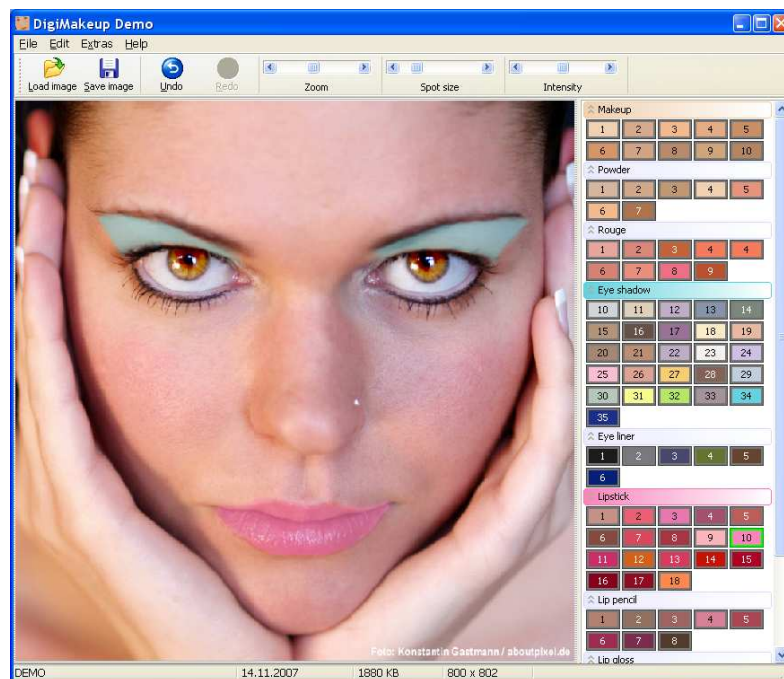 DigiMakeup Demo
File Edit Extras Help
Load image Save image Undo Redo Zoom Spot size Intensity
Makeup
1 2 3 4 5
6 7 8 9 10
Powder
1 2 3 4 5
6 7
Rouge
1 2 3 4 4
6 7 8 9
Eye shadow
10 11 12 13 14
15 16 17 18 19
20 21 22 23 24
25 26 27 28 29
30 31 32 33 34
35
Eye liner
1 2 3 4 5
6
Lipstick
1 2 3 4 5
6 7 8 9 10
11 12 13 14 15
16 17 18
Lip pencil
1 2 3 4 5
6 7 8
Lip gloss
Foto: Konstantin Gastmann / aboutpixel.de
DEMO 14.11.2007 1880 KB 800 x 802